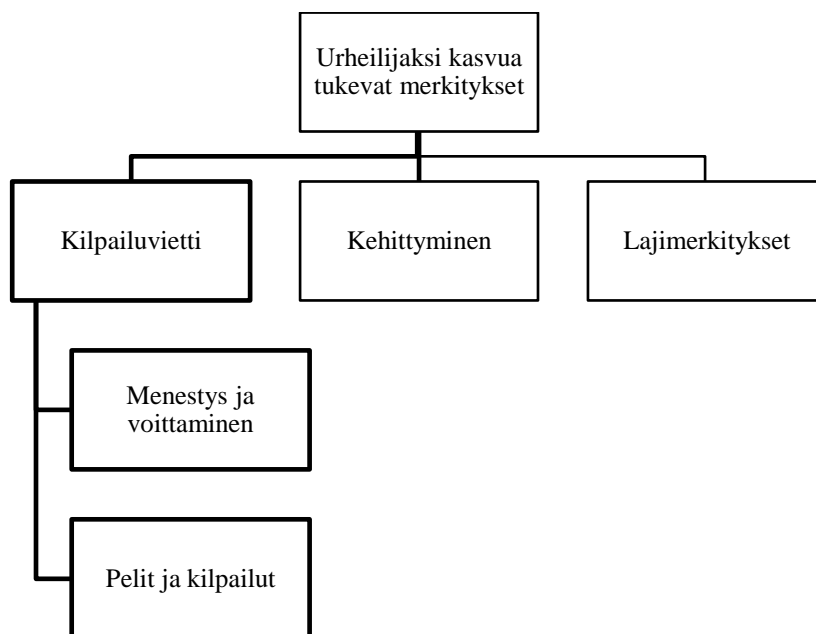 Urheilijaksi kasvua
tukevat merkitykset
Kilpailuvietti
Kehittyminen
Lajimerkitykset
Menestys ja
voittaminen
Pelit ja kilpailut